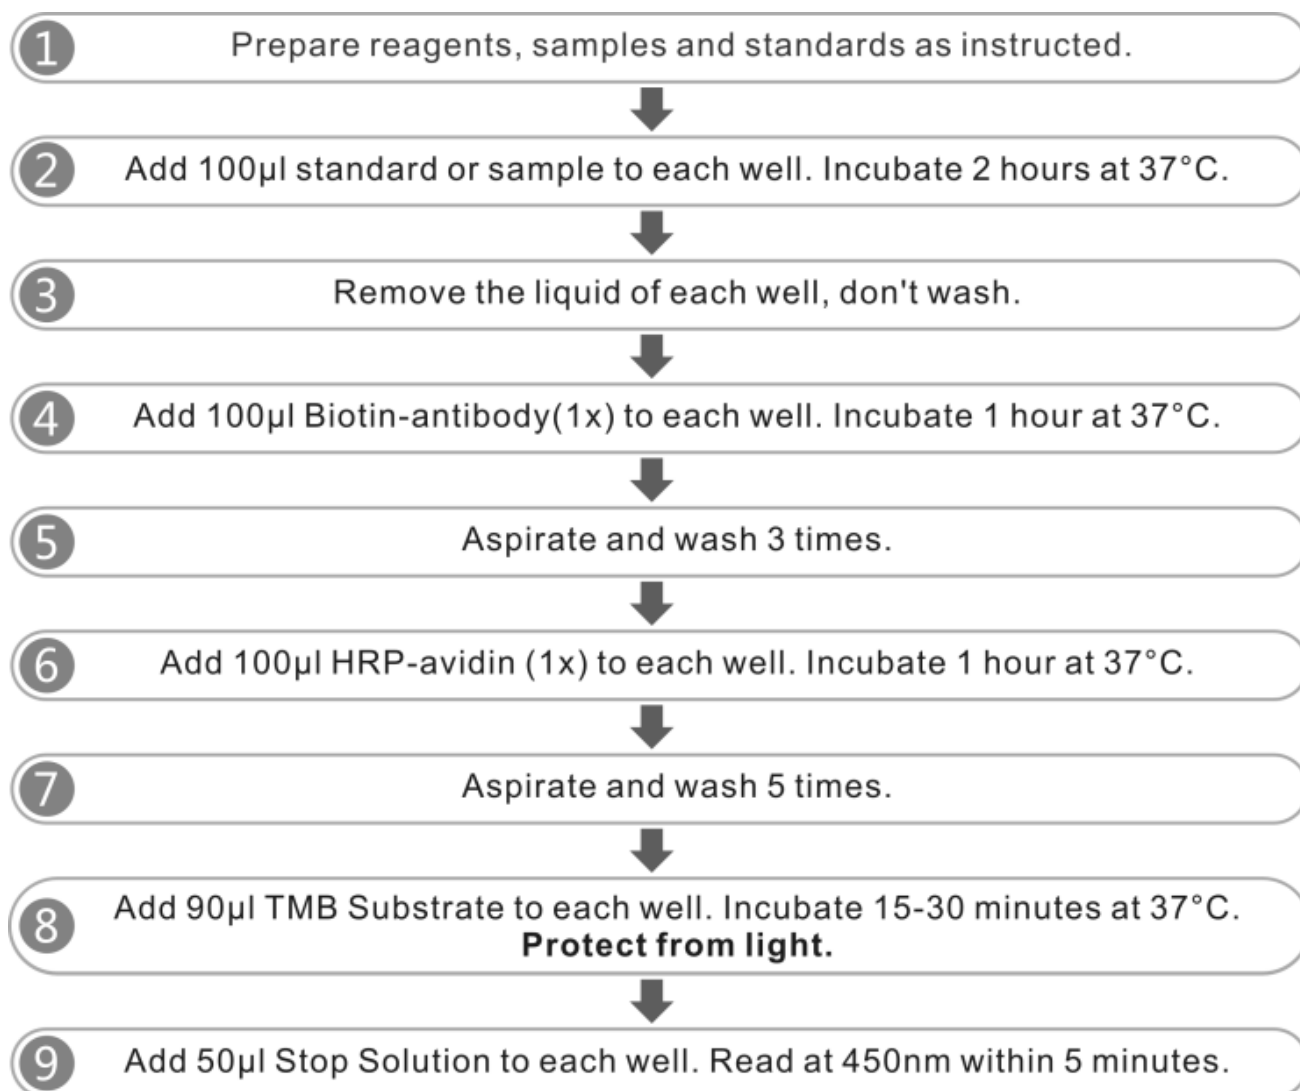 1 Prepare reagents, samples and standards as instructed.
2 Add 100µl standard or sample to each well. Incubate 2 hours at 37°C.
3 Remove the liquid of each well, don't wash.
4 Add 100µl Biotin-antibody(1x) to each well. Incubate 1 hour at 37°C.
5 Aspirate and wash 3 times.
6 Add 100µl HRP-avidin (1x) to each well. Incubate 1 hour at 37°C.
7 Aspirate and wash 5 times.
8 Add 90µl TMB Substrate to each well. Incubate 15-30 minutes at 37°C.
Protect from light.
9 Add 50µl Stop Solution to each well. Read at 450nm within 5 minutes.